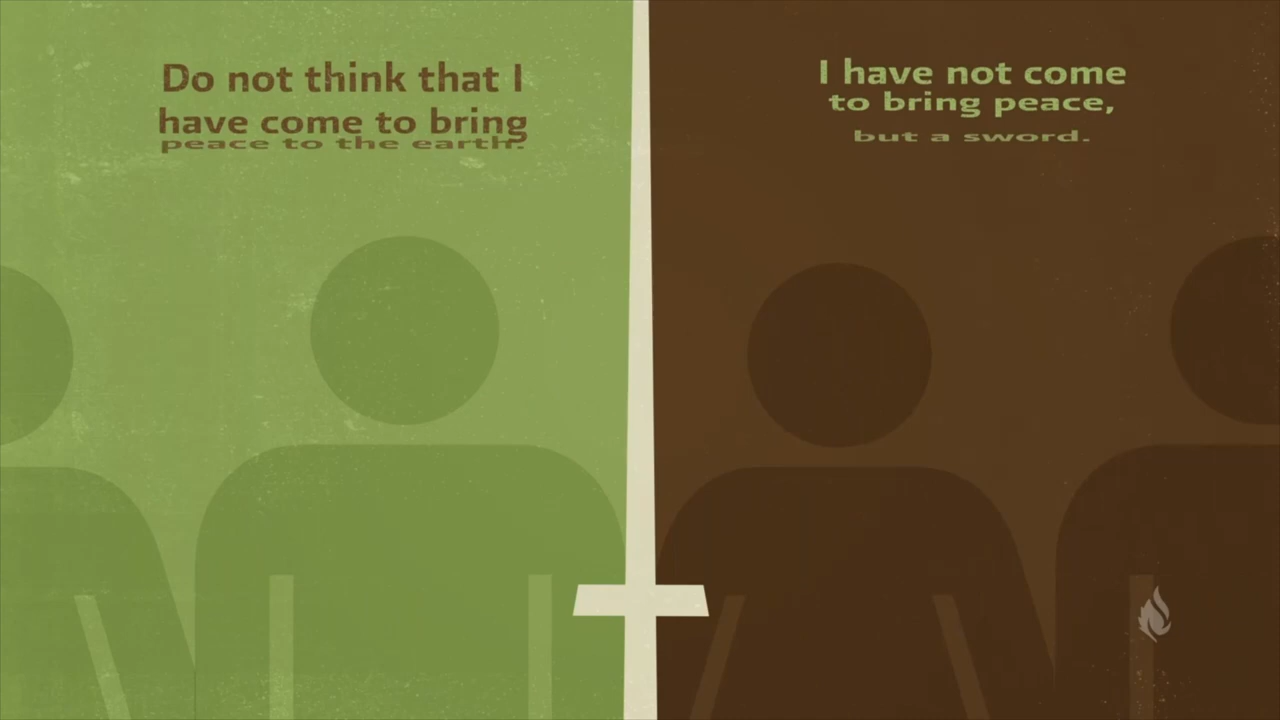 Do not think that I
have come to bring
peace to the earth.
I have not come
to bring peace,
but a sword.